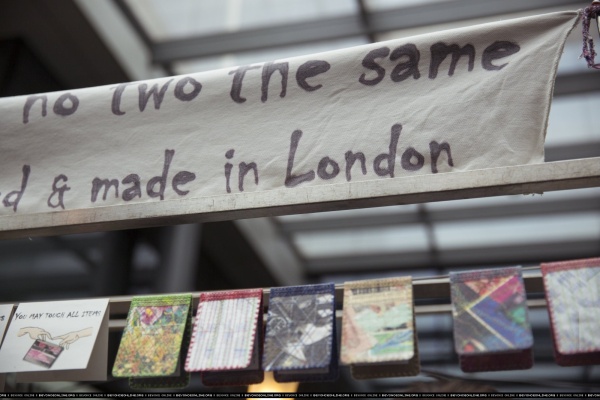 no two the same
d & made in London
YOU MAY TOUCH ALL ITEMS